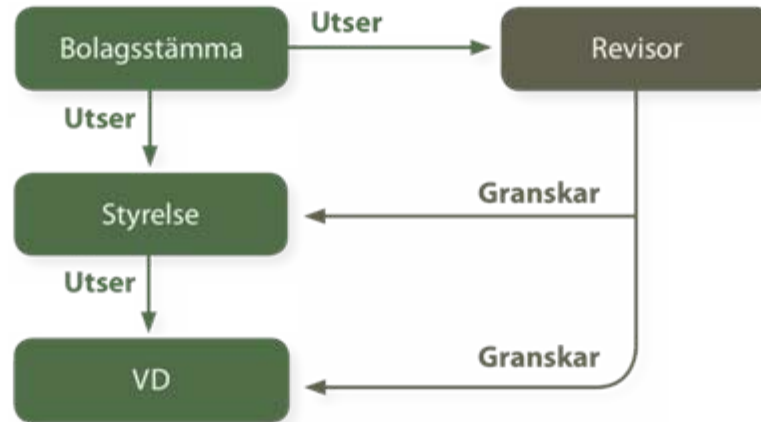 Bolagsstämma
Utser
Revisor
Utser
Styrelse
Granskar
Utser
VD
Granskar